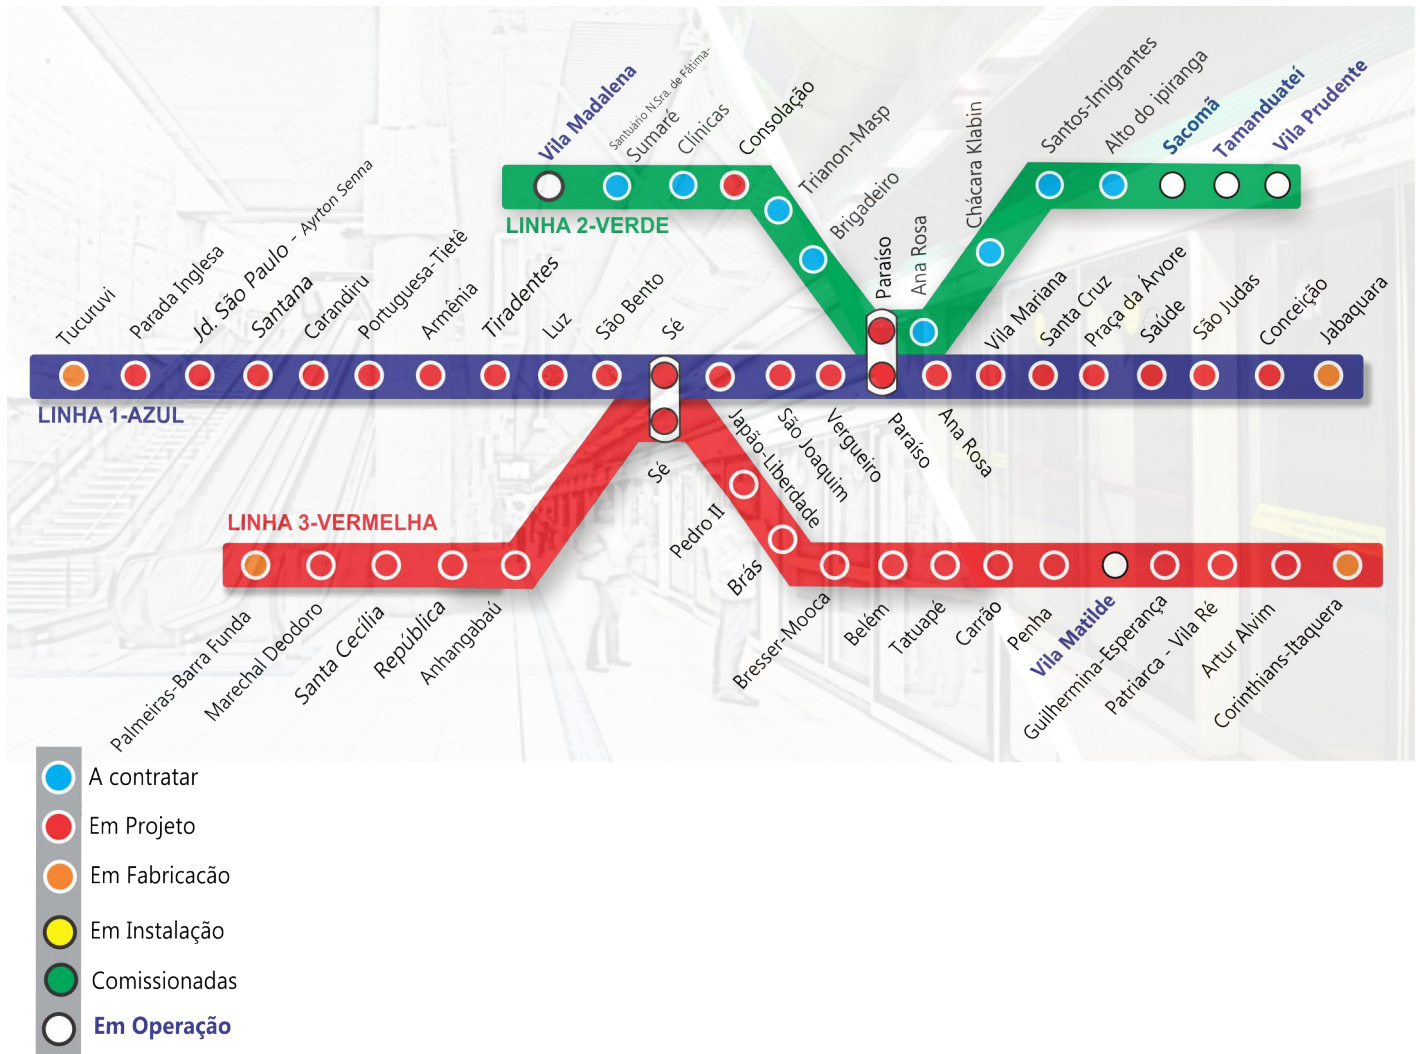 Vila Madalena
Santuário N.Sra. de Fátima-
Sumaré
Clínicas
Consolação
Trianon-Masp
Brigadeiro
Paraíso
Ana Rosa
Chácara Klabin
Santos-Imigrantes
Alto do ipiranga
Sacomã
Tamanduateí
Vila Prudente
LINHA 2-VERDE
Tucuruvi
Parada Inglesa
Jd. São Paulo - Ayrton Senna
Santana
Carandiru
Portuguesa-Tietê
Armênia
Tiradentes
Luz
São Bento
Sé
Vila Mariana
Santa Cruz
Praça da Árvore
Saúde
São Judas
Conceição
Jabaquara
LINHA 1-AZUL
Japão-Liberdade
São Joaquim
Vergueiro
Paraíso
Ana Rosa
Sé
Pedro II
Brás
LINHA 3-VERMELHA
Palmeiras-Barra Funda
Marechal Deodoro
Santa Cecília
República
Anhangabaú
Bresser-Mooca
Belém
Tatuapé
Carrão
Penha
Vila Matilde
Guilhermina-Esperança
Patriarca - Vila Ré
Artur Alvim
Corinthians-Itaquera
A contratar
Em Projeto
Em Fabricacão
Em Instalação
Comissionadas
Em Operação